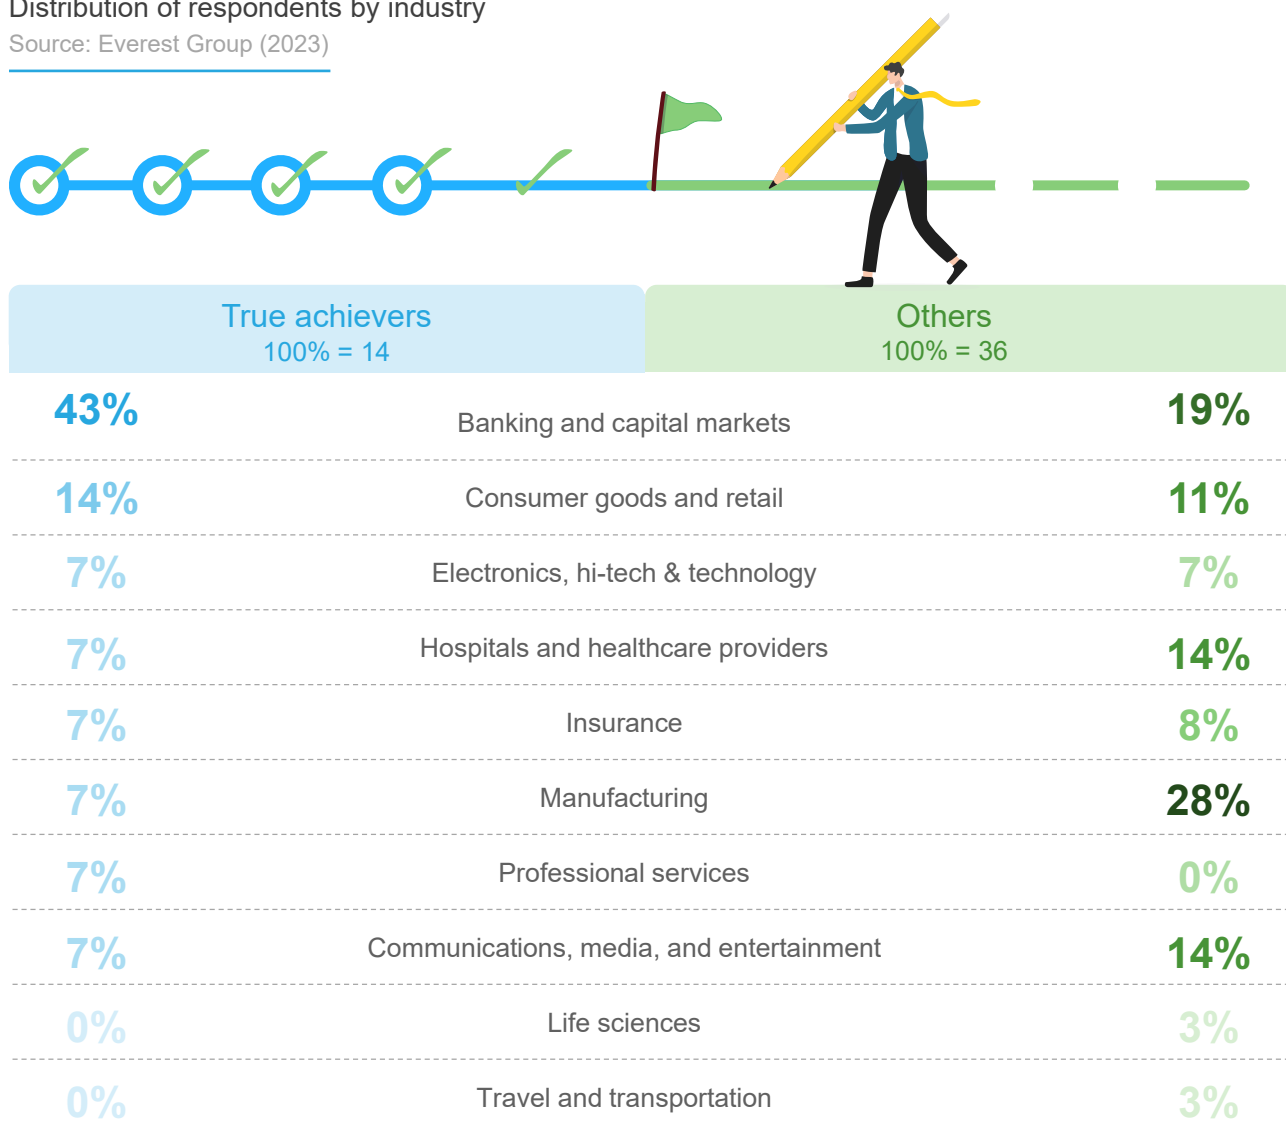 Distribution of respondents by industry
Source: Everest Group (2023)
True achievers
100% = 14
Others
100% = 36
43% Banking and capital markets 19%
14% Consumer goods and retail 11%
7% Electronics, hi-tech & technology 7%
7% Hospitals and healthcare providers 14%
7% Insurance 8%
7% Manufacturing 28%
7% Professional services 0%
7% Communications, media, and entertainment 14%
0% Life sciences 3%
0% Travel and transportation 3%